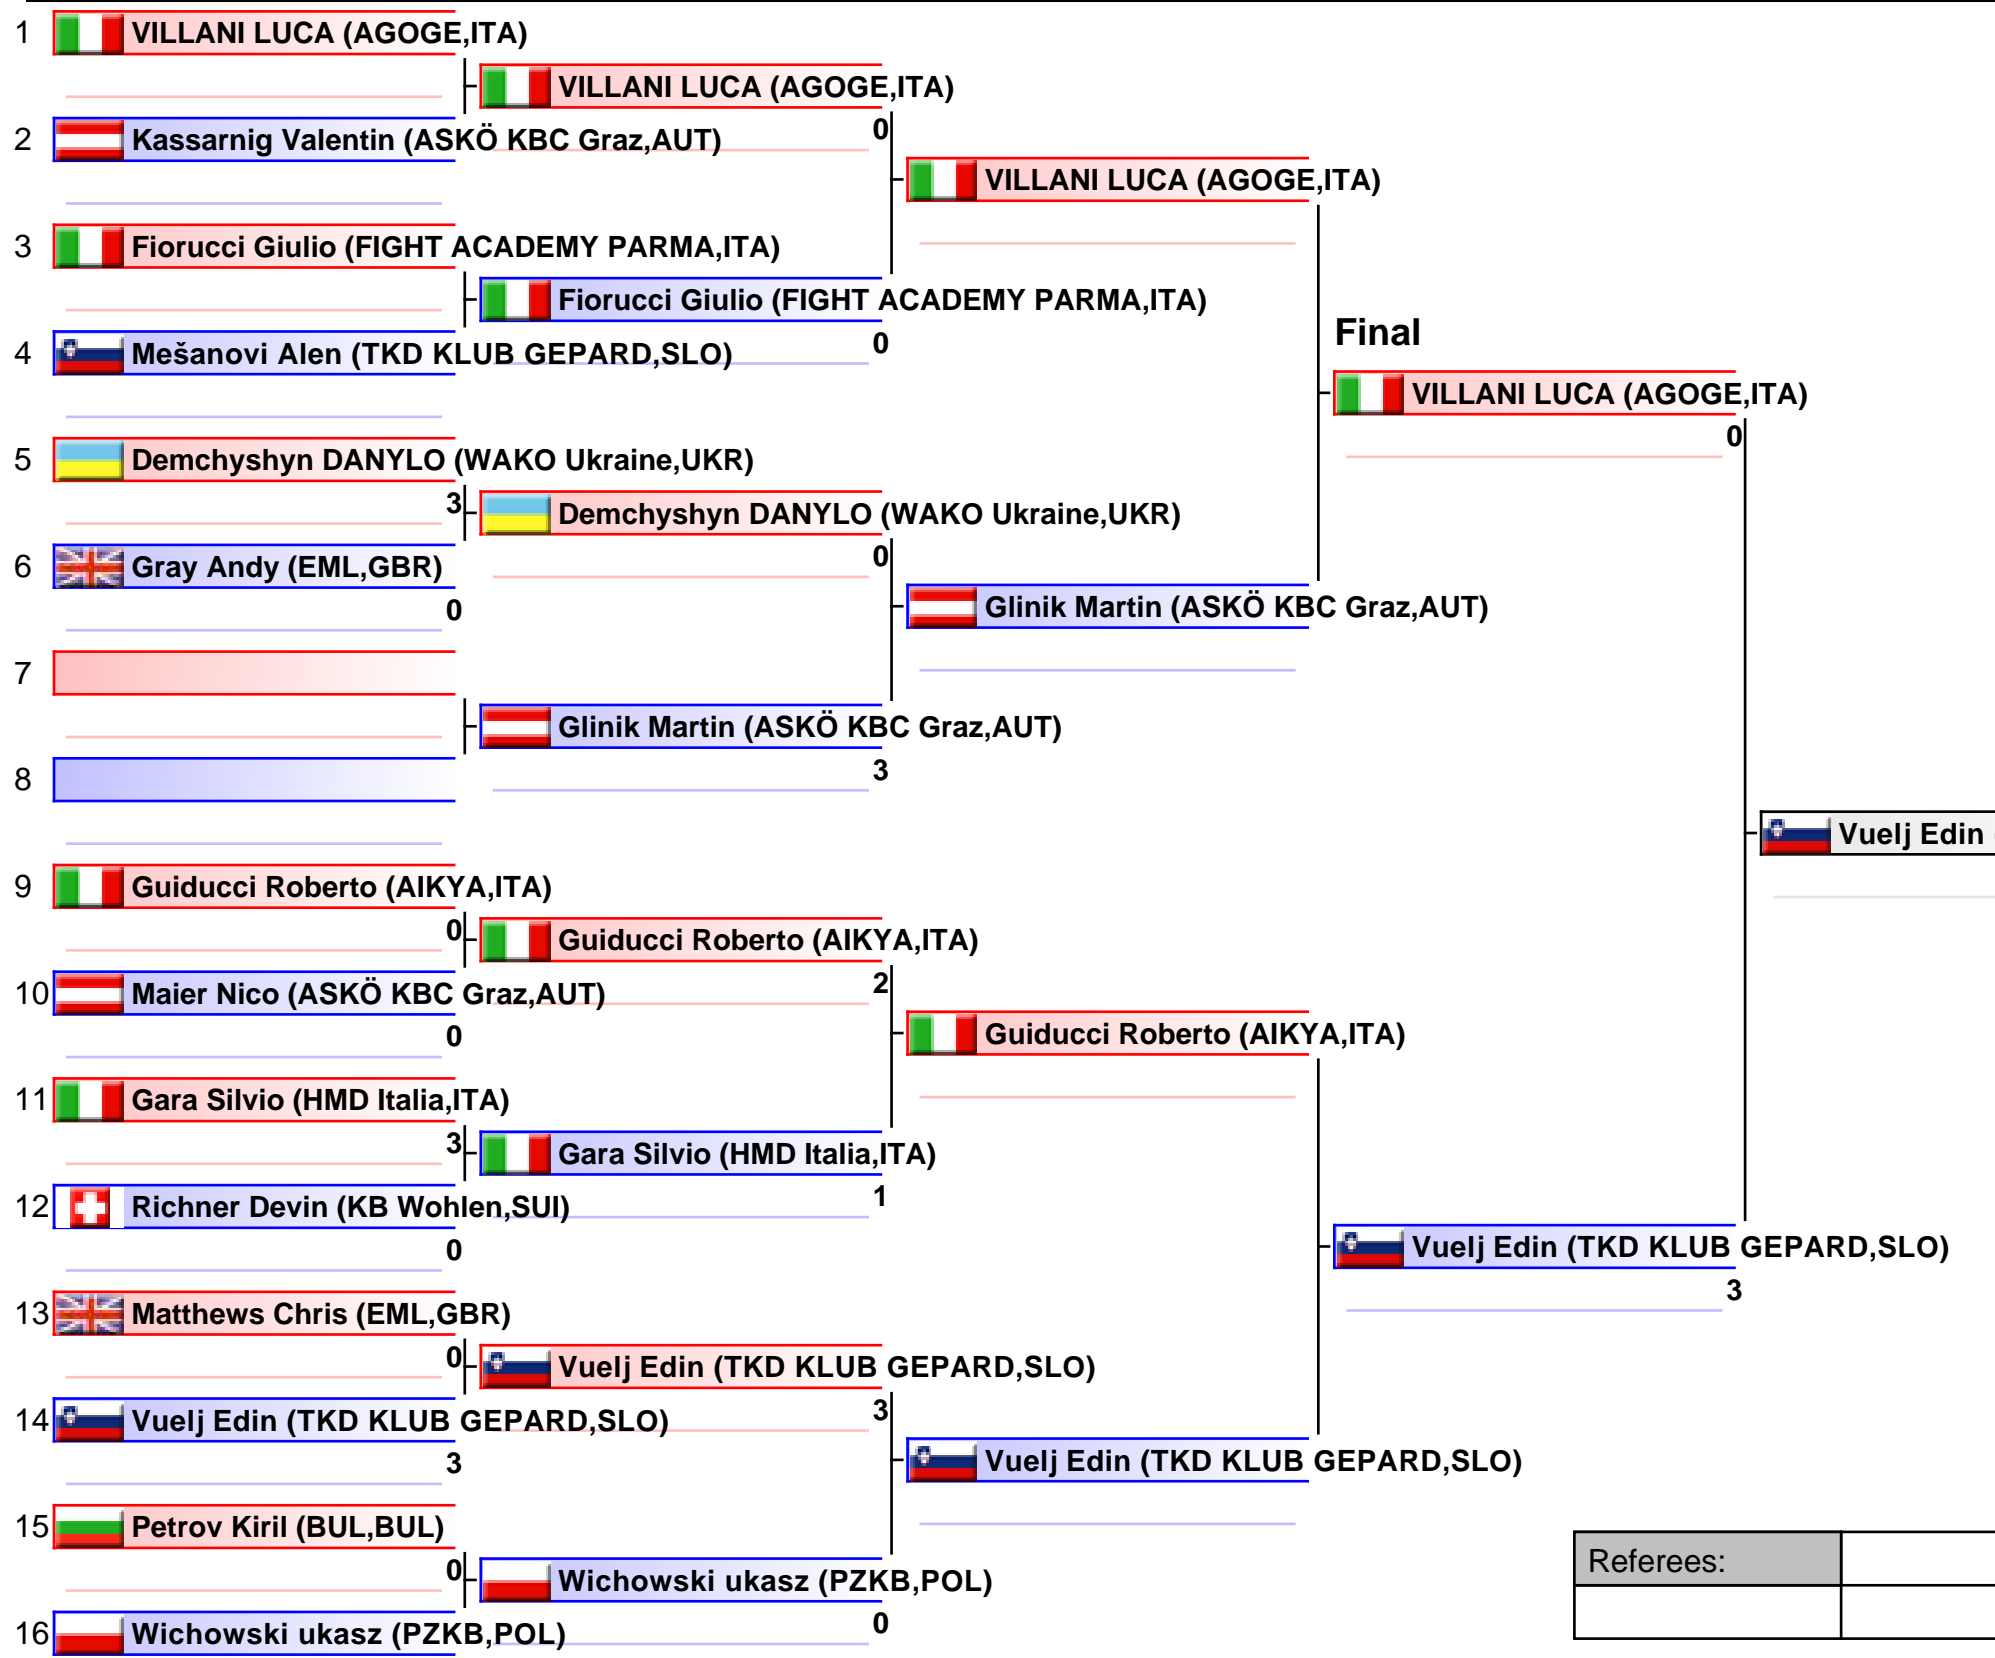 1 VILLANI LUCA (AGOGE,ITA)
VILLANI LUCA (AGOGE,ITA)
0
2 Kassarnig Valentin (ASKÖ KBC Graz,AUT)
VILLANI LUCA (AGOGE,ITA)
3 Fiorucci Giulio (FIGHT ACADEMY PARMA,ITA)
Fiorucci Giulio (FIGHT ACADEMY PARMA,ITA)
0
4 Mešanovi Alen (TKD KLUB GEPARD,SLO)
Final
VILLANI LUCA (AGOGE,ITA)
0
5 Demchyshyn DANYLO (WAKO Ukraine,UKR)
3
Demchyshyn DANYLO (WAKO Ukraine,UKR)
0
6 Gray Andy (EML,GBR)
0
Glinik Martin (ASKÖ KBC Graz,AUT)
7
Glinik Martin (ASKÖ KBC Graz,AUT)
3
8
Vuelj Edin (
9 Guiducci Roberto (AIKYA,ITA)
0
Guiducci Roberto (AIKYA,ITA)
2
10 Maier Nico (ASKÖ KBC Graz,AUT)
0
Guiducci Roberto (AIKYA,ITA)
11 Gara Silvio (HMD Italia,ITA)
3
Gara Silvio (HMD Italia,ITA)
1
12 Richner Devin (KB Wohlen,SUI)
0
Vuelj Edin (TKD KLUB GEPARD,SLO)
3
13 Matthews Chris (EML,GBR)
0
Vuelj Edin (TKD KLUB GEPARD,SLO)
3
14 Vuelj Edin (TKD KLUB GEPARD,SLO)
3
Vuelj Edin (TKD KLUB GEPARD,SLO)
15 Petrov Kiril (BUL,BUL)
0
Wichowski ukasz (PZKB,POL)
0
16 Wichowski ukasz (PZKB,POL)
Referees: